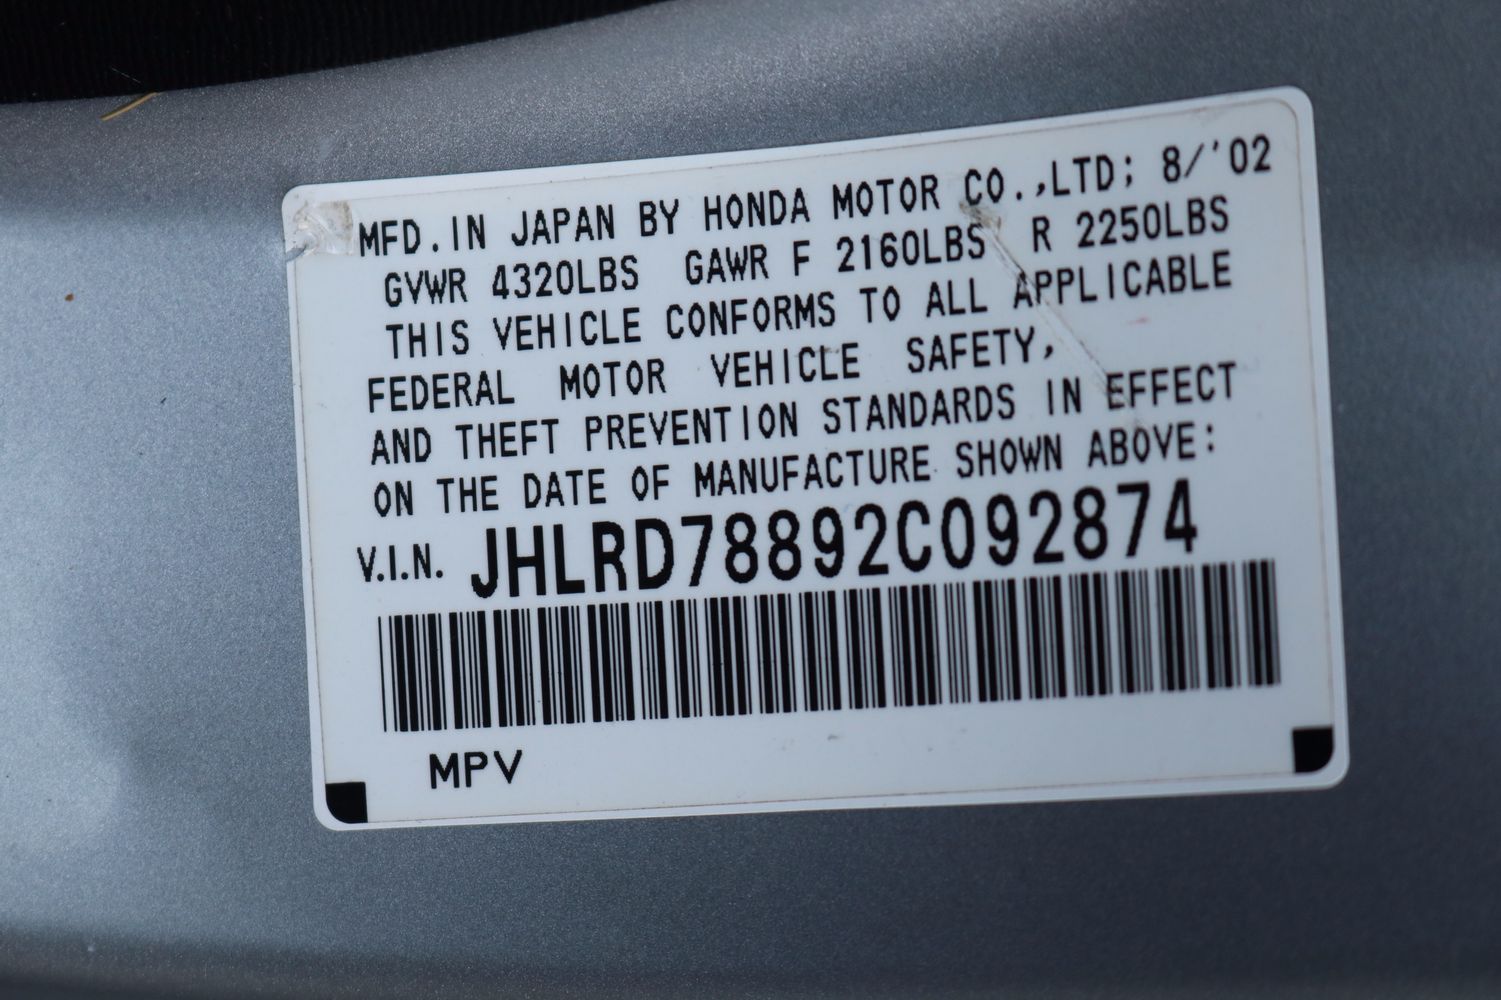 MFD. IN JAPAN BY HONDA MOTOR CO.,LTD; 8/'02
GVWR 4320LBS GAWR F 2160LBS R 2250LBS
THIS VEHICLE CONFORMS TO ALL APPLICABLE
FEDERAL MOTOR VEHICLE SAFETY,
AND THEFT PREVENTION STANDARDS IN EFFECT
ON THE DATE OF MANUFACTURE SHOWN ABOVE:
V.I.N. JHLRD78892C092874
MPV